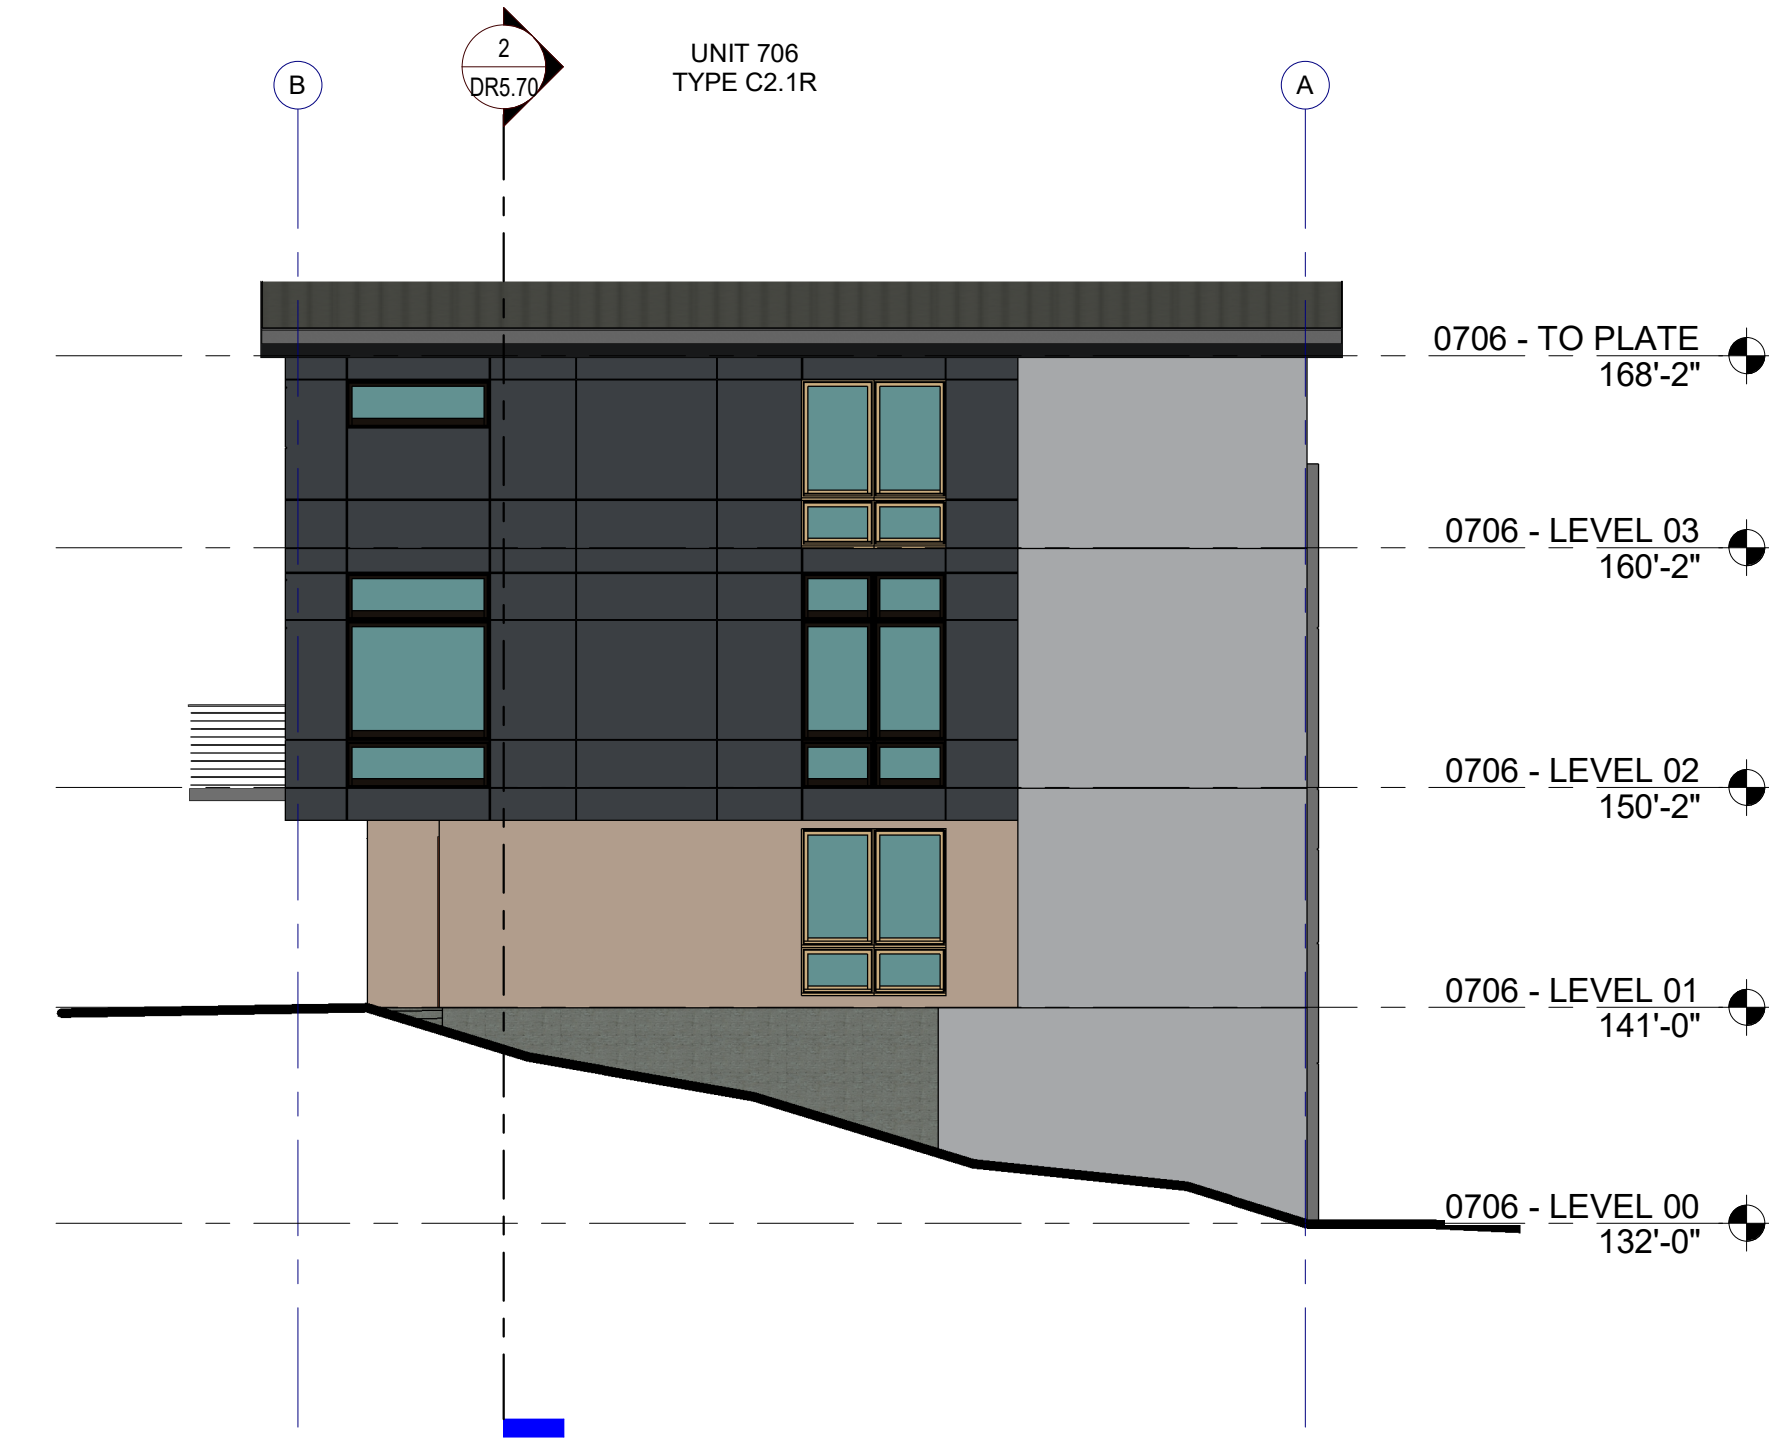 2
DR5.70
UNIT 706
TYPE C2.1R
B
A
0706 - TO PLATE
168'-2"
0706 - LEVEL 03
160'-2"
0706 - LEVEL 02
150'-2"
0706 - LEVEL 01
141'-0"
0706 - LEVEL 00
132'-0"